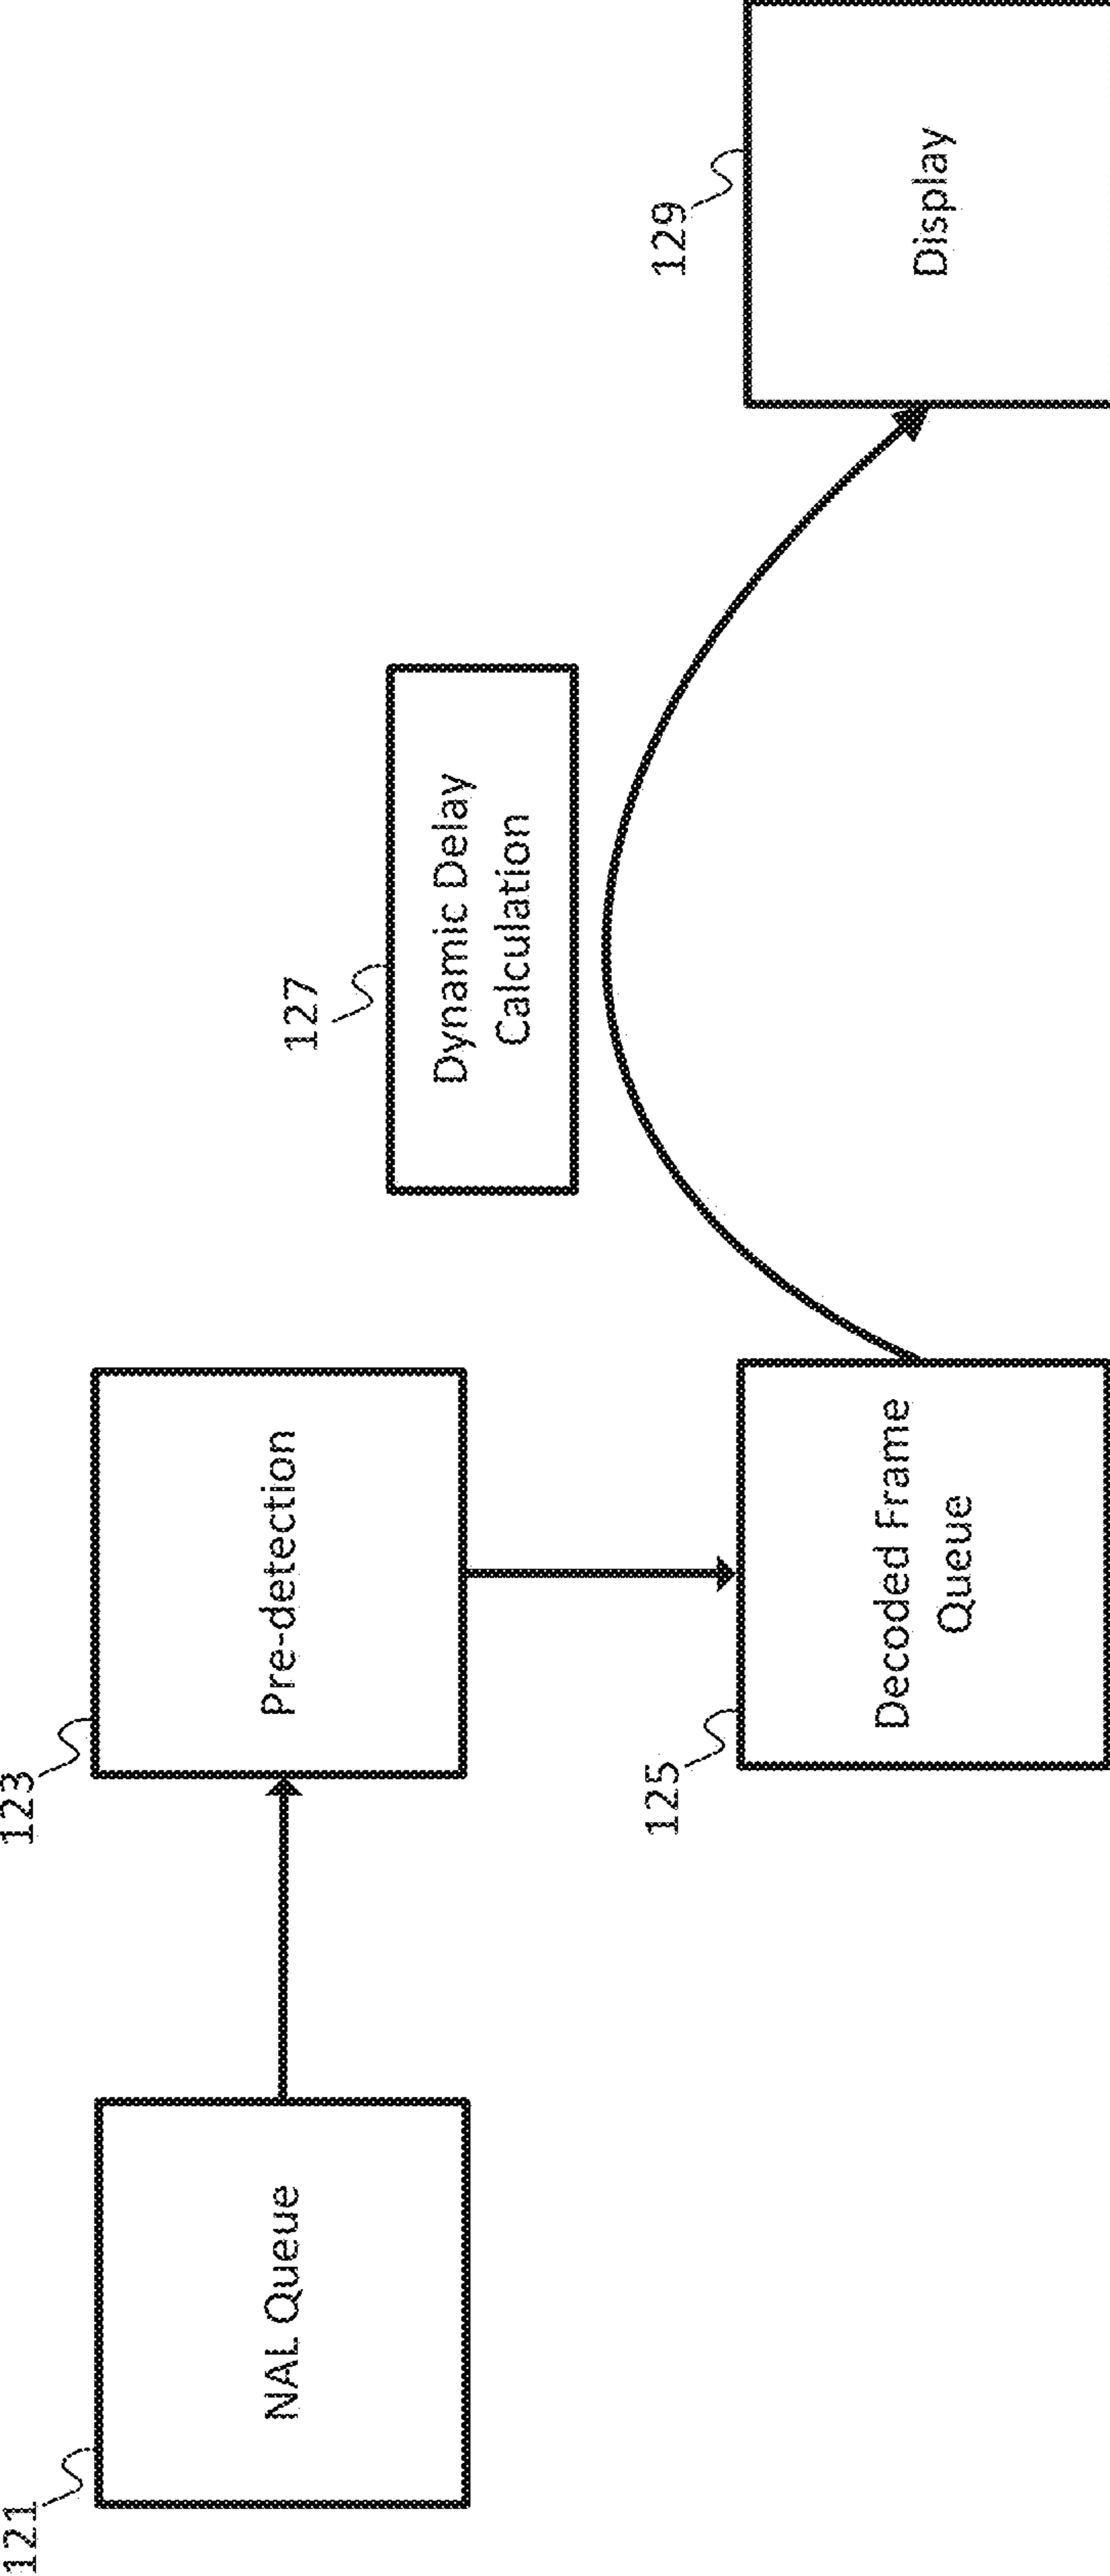 121
NAL Queue
123
Pre-detection
125
Decoded Frame
Queue
127
Dynamic Delay
Calculation
129
Display